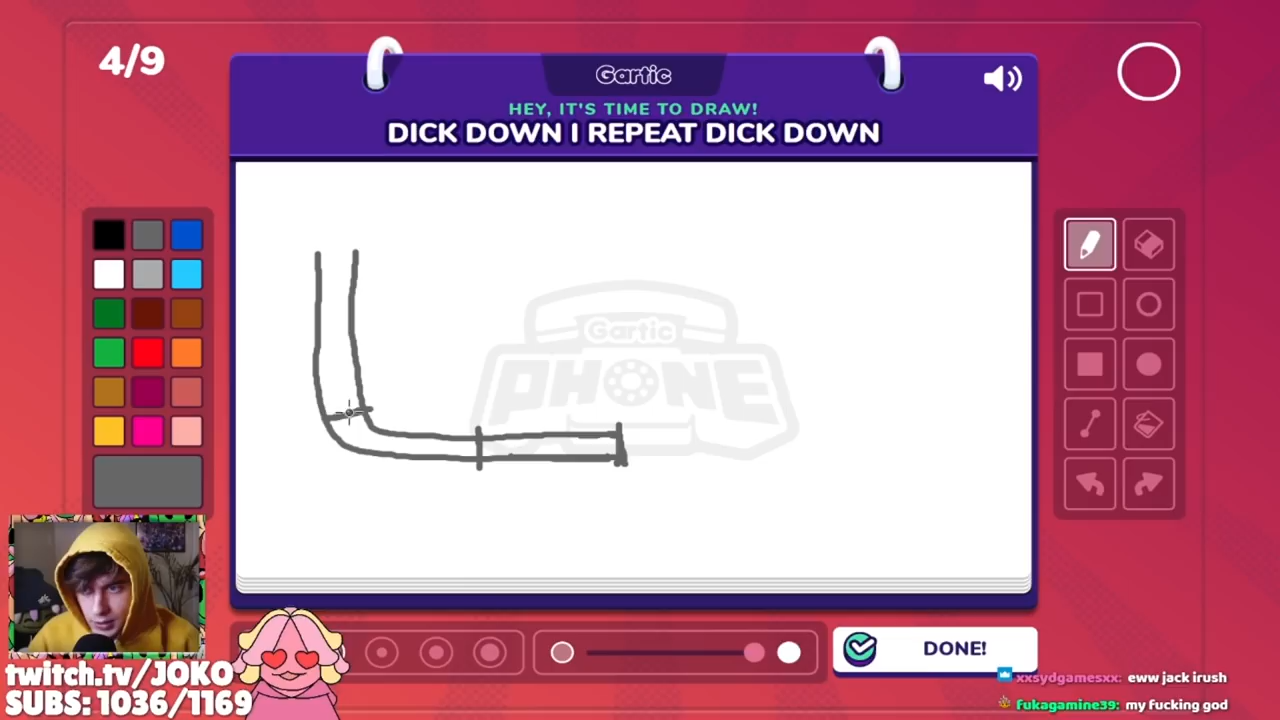 4/9
Gartic
HEY, IT'S TIME TO DRAW!
DICK DOWN I REPEAT DICK DOWN
Gartic
PHONE
DONE!
twitch.tv/JOKO
SUBS: 1036/1169
xxsydgamesxx: eww jack irush
fukagamine39: my fucking god